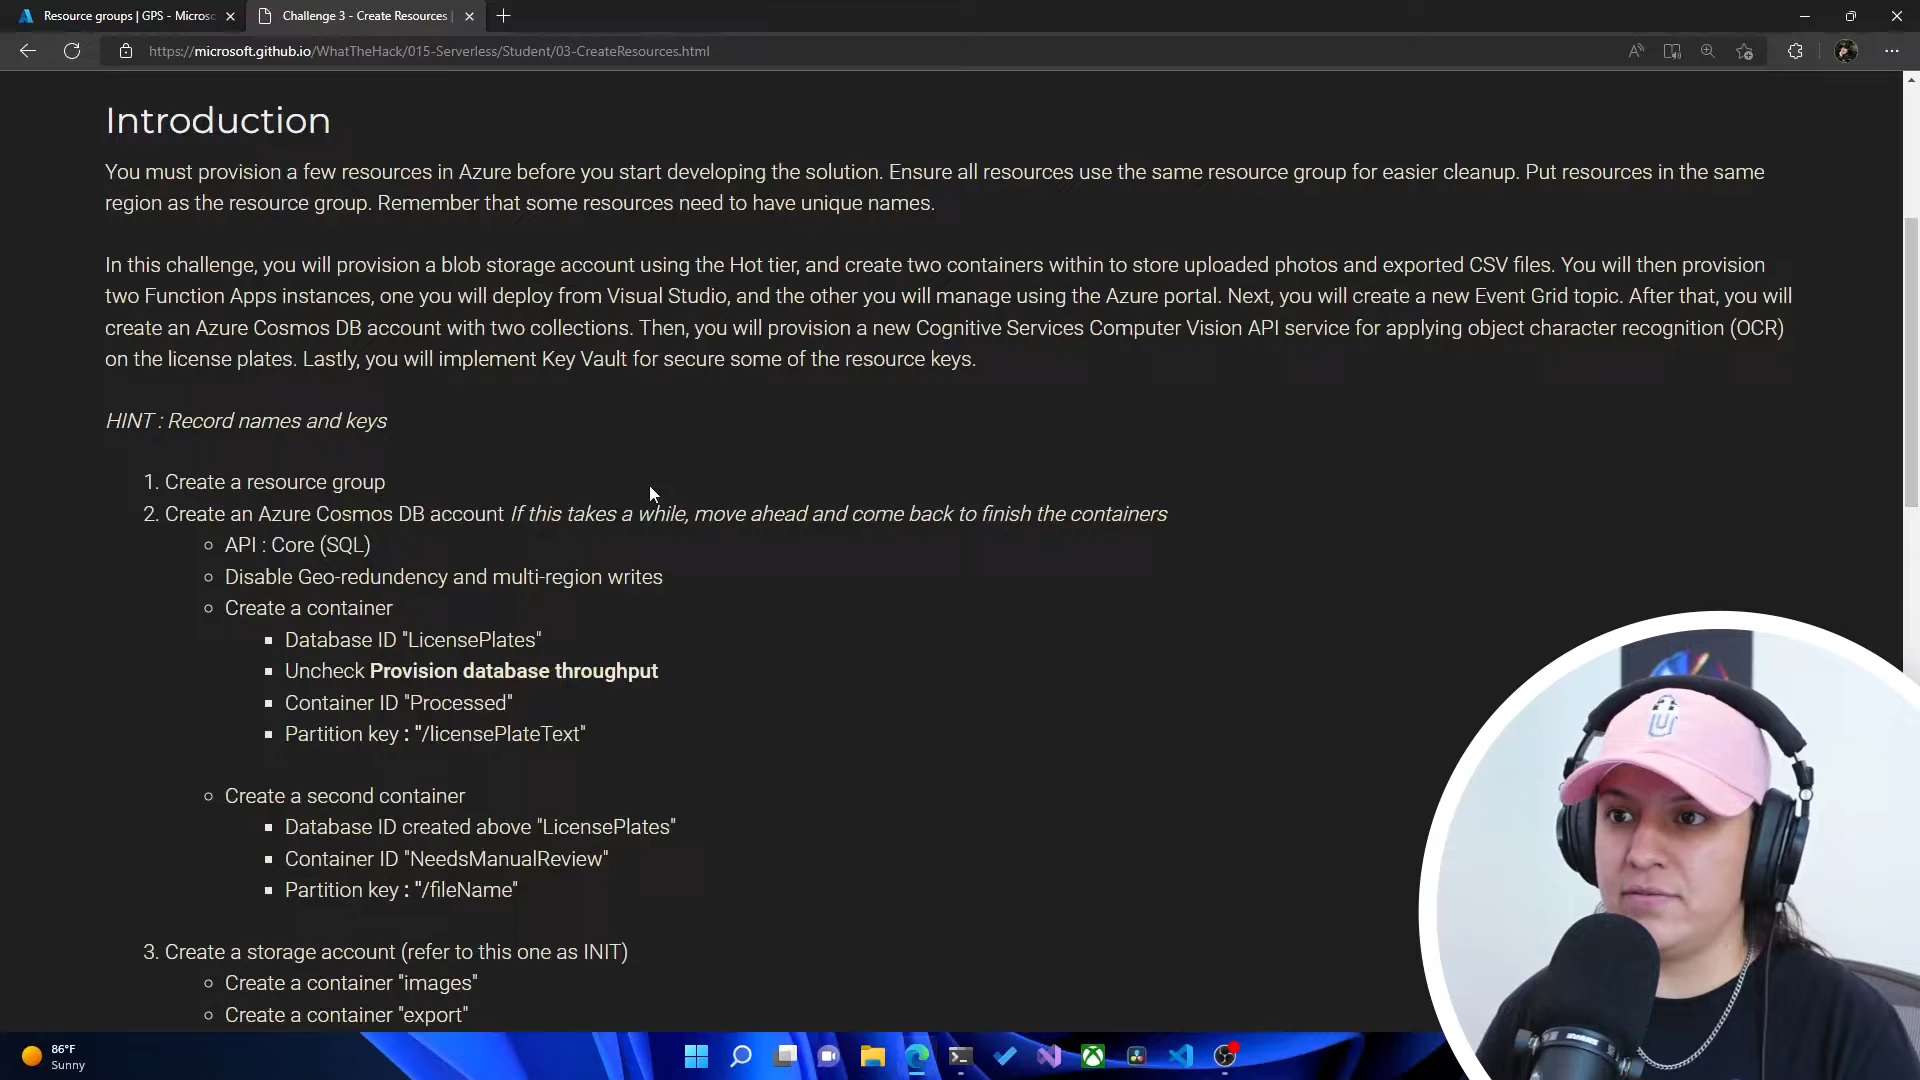 Resource groups | GPS - Microsc
Challenge 3 - Create Resources |
https://microsoft.github.io/WhatTheHack/015-Serverless/Student/03-CreateResources.html
Introduction
You must provision a few resources in Azure before you start developing the solution. Ensure all resources use the same resource group for easier cleanup. Put resources in the same
region as the resource group. Remember that some resources need to have unique names.
In this challenge, you will provision a blob storage account using the Hot tier, and create two containers within to store uploaded photos and exported CSV files. You will then provision
two Function Apps instances, one you will deploy from Visual Studio, and the other you will manage using the Azure portal. Next, you will create a new Event Grid topic. After that, you will
create an Azure Cosmos DB account with two collections. Then, you will provision a new Cognitive Services Computer Vision API service for applying object character recognition (OCR)
on the license plates. Lastly, you will implement Key Vault for secure some of the resource keys.
HINT : Record names and keys
1. Create a resource group
2. Create an Azure Cosmos DB account If this takes a while, move ahead and come back to finish the containers
API : Core (SQL)
Disable Geo-redundency and multi-region writes
Create a container
Database ID "LicensePlates"
Uncheck Provision database throughput
Container ID "Processed"
Partition key : "/licensePlateText"
Create a second container
Database ID created above "LicensePlates"
Container ID "NeedsManualReview"
Partition key : "/fileName"
3. Create a storage account (refer to this one as INIT)
Create a container "images"
Create a container "export"
86°F
Sunny